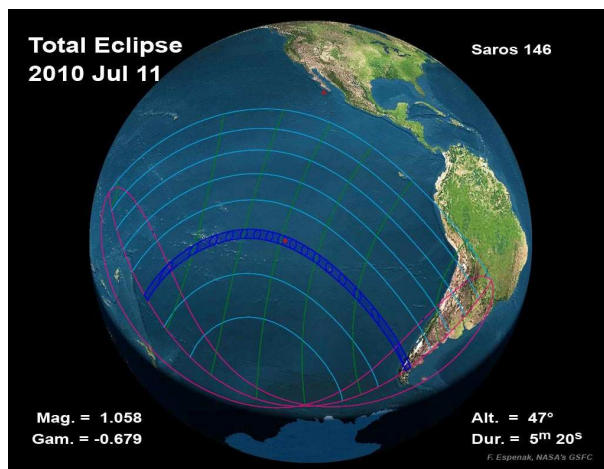 Total Eclipse
2010 Jul 11
Saros 146
Mag. = 1.058
Gam. = -0.679
Alt. = 47°
Dur. = 5m 20s
F. Espenak, NASA's GSFC